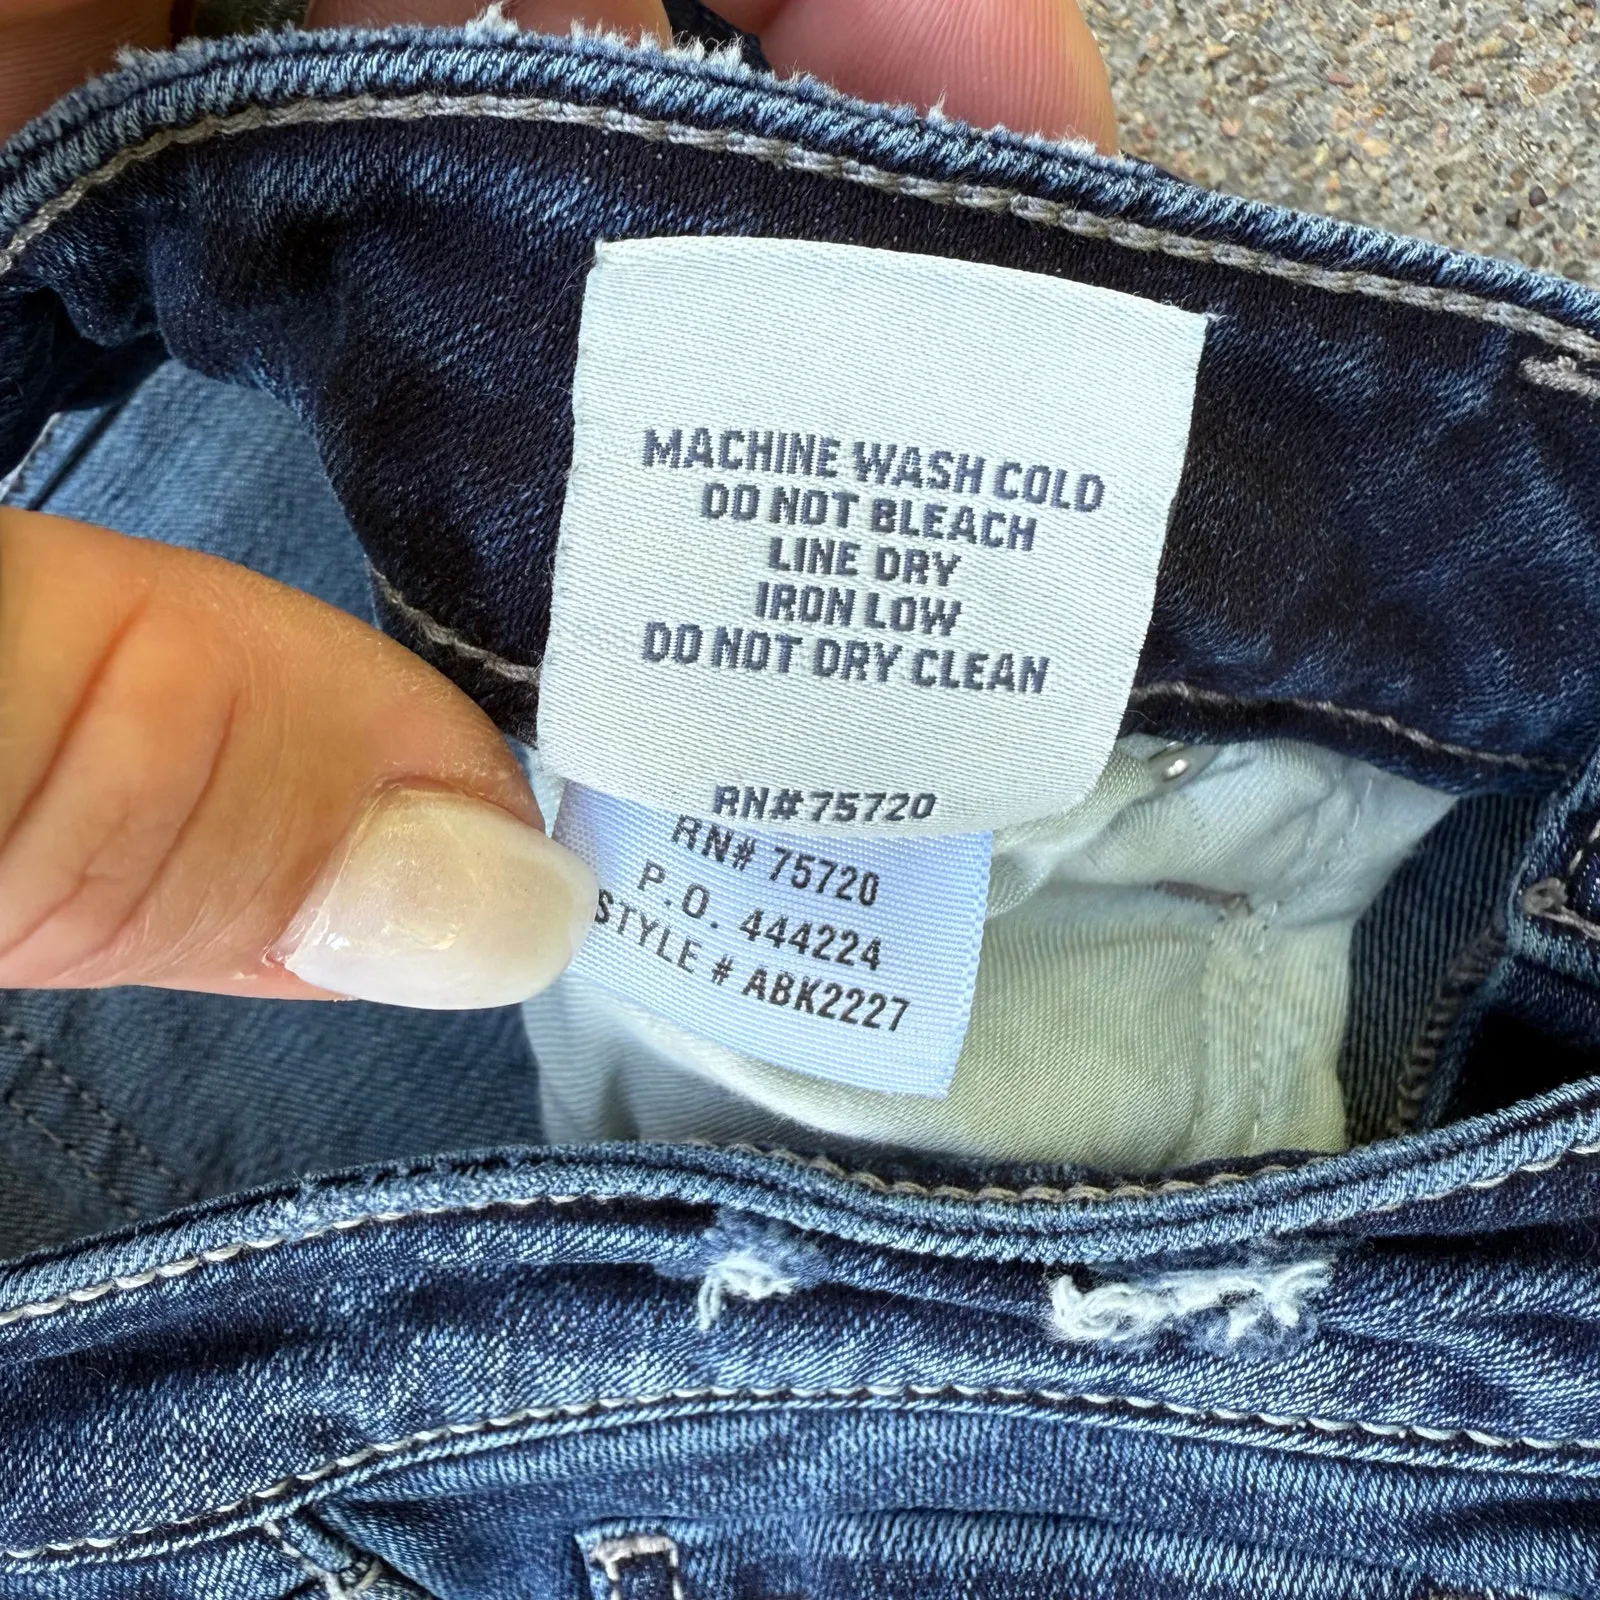 MACHINE WASH COLD
DO NOT BLEACH
LINE DRY
IRON LOW
DO NOT DRY CLEAN
RN#75720
RN# 75720
P.O. 444224
STYLE # ABK2227